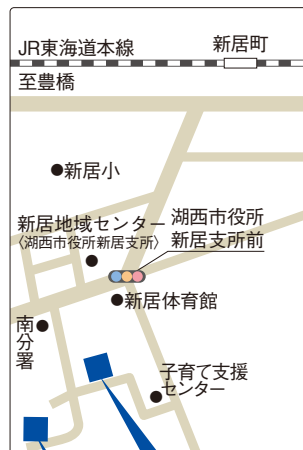 JR東海道本線
新居町
至豊橋
新居小
新居地域センター
〈湖西市役所新居支所〉
湖西市役所
新居支所前
新居体育館
南分署
子育て支援
センター